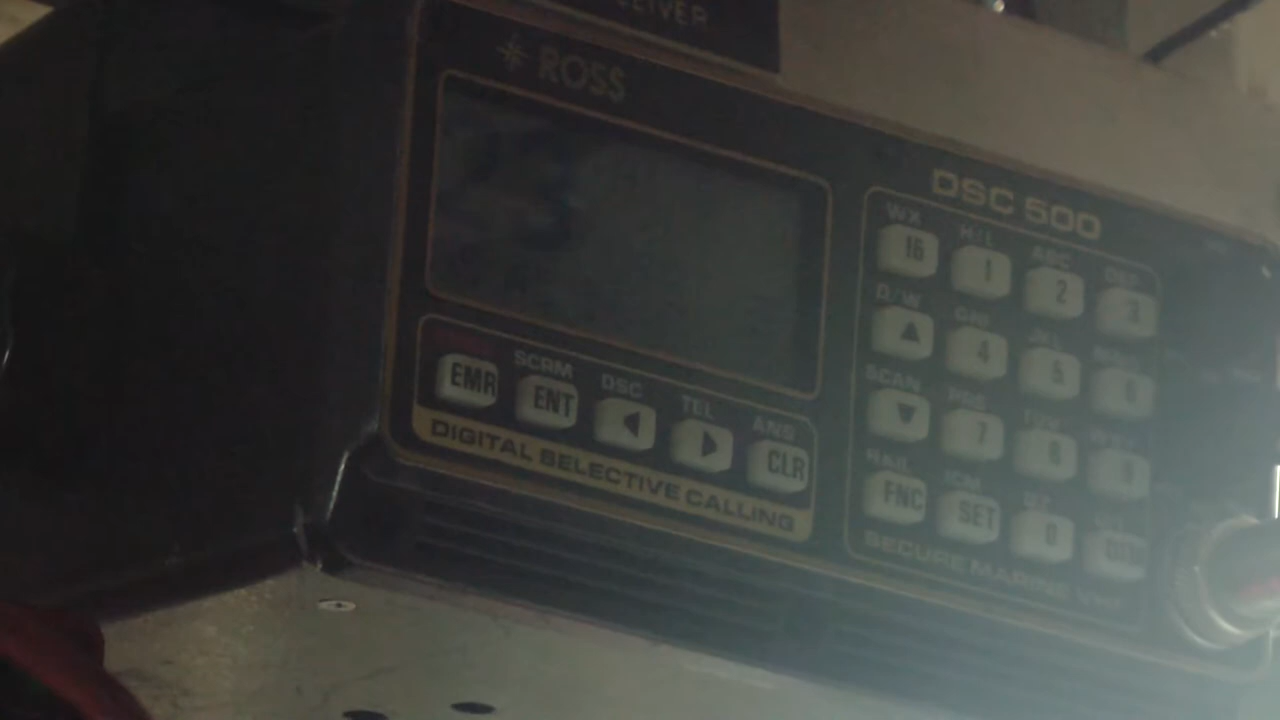 ROSS
DSC 500
WX H/L ABC
16 1 2 3
D/W
▲ 4 5 6
SCAN
▼ 7 8 9
HAIL
FNC SET 0
SECURE MARINE VHF
SCRM DSC TEL ANS
EMR ENT ◀ ▶ CLR
DIGITAL SELECTIVE CALLING